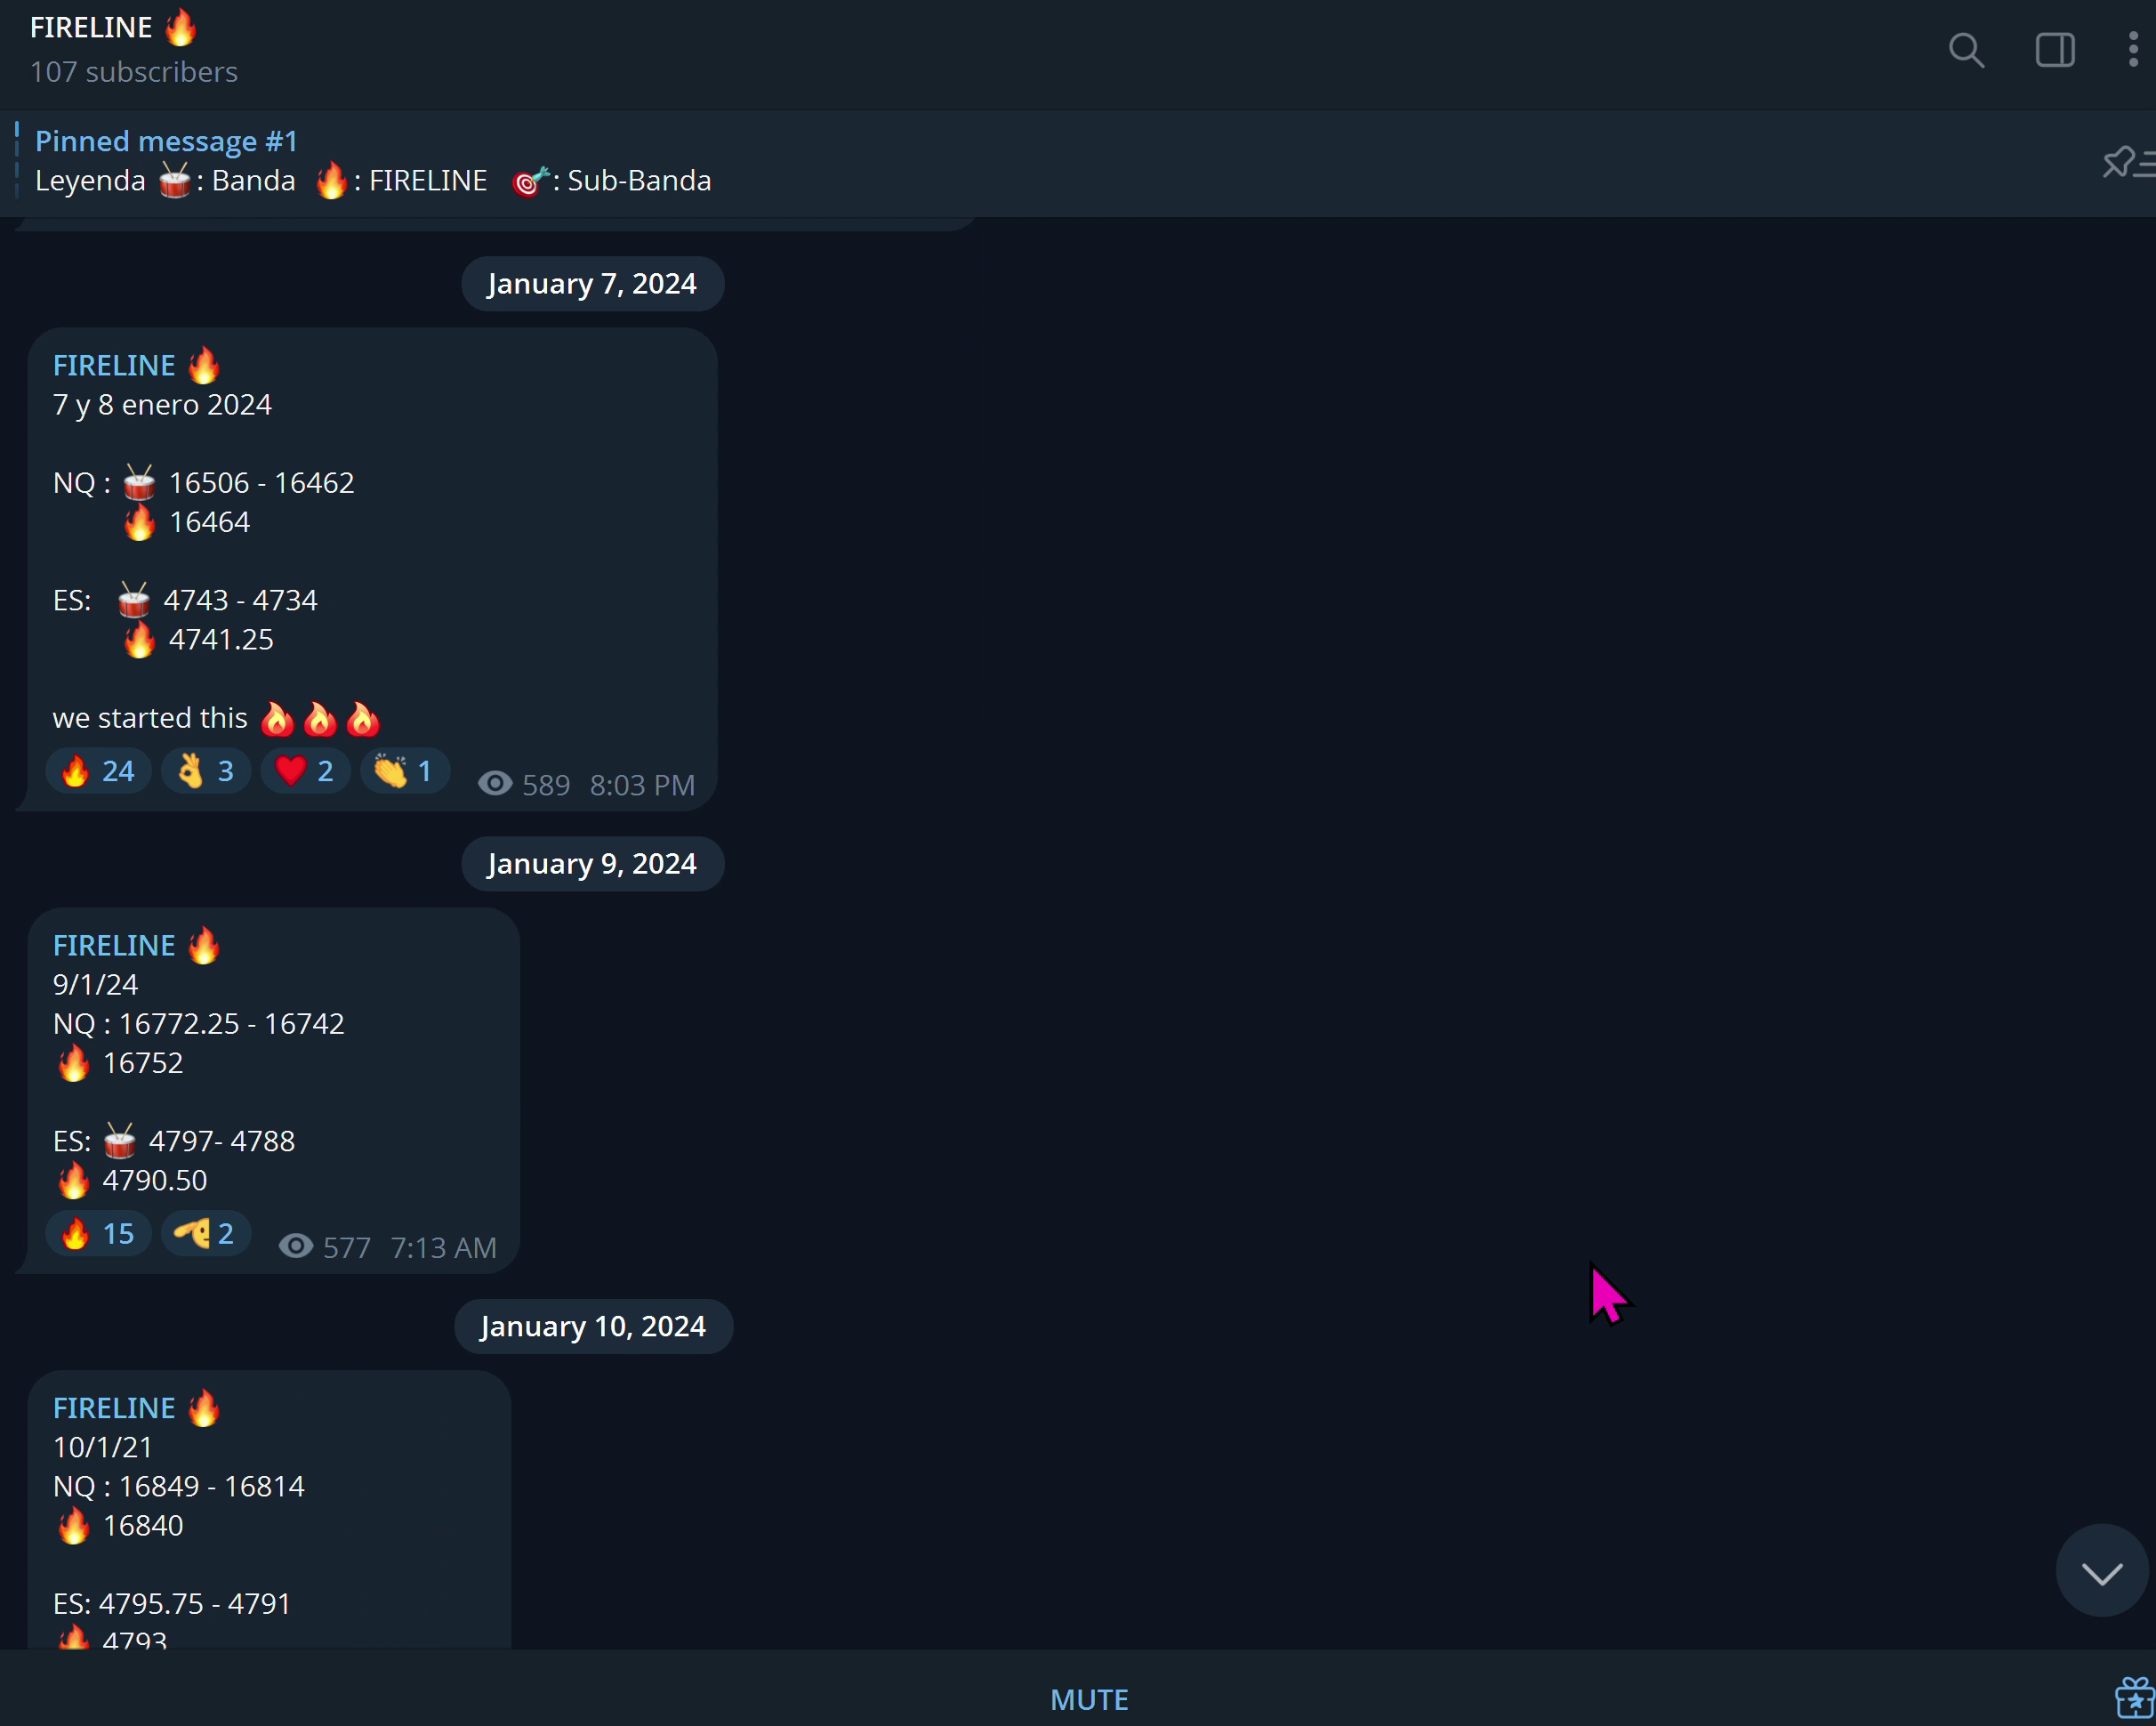 FIRELINE 🔥
107 subscribers
Pinned message #1
Leyenda 🥁: Banda 🔥: FIRELINE 🎯: Sub-Banda
January 7, 2024
FIRELINE 🔥
7 y 8 enero 2024
NQ : 🥁 16506 - 16462
🔥 16464
ES: 🥁 4743 - 4734
🔥 4741.25
we started this 🔥🔥🔥
🔥 24 👌 3 ❤️ 2 👏 1 589 8:03 PM
January 9, 2024
FIRELINE 🔥
9/1/24
NQ : 16772.25 - 16742
🔥 16752
ES: 🥁 4797- 4788
🔥 4790.50
🔥 15 🫡 2 577 7:13 AM
January 10, 2024
FIRELINE 🔥
10/1/21
NQ : 16849 - 16814
🔥 16840
ES: 4795.75 - 4791
🔥 4793
MUTE